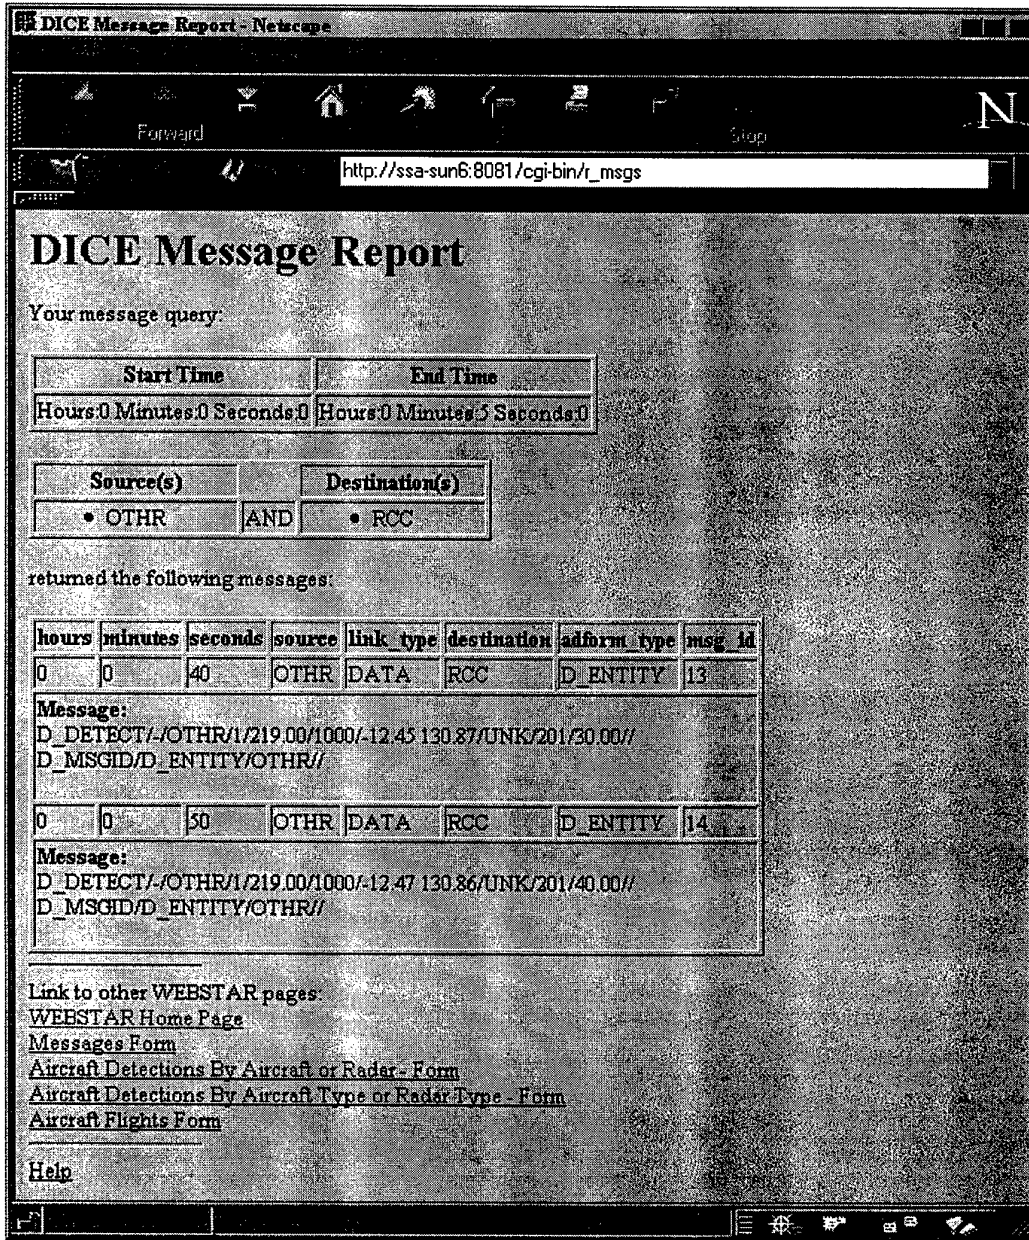 DICE Message Report - Netscape
Forward
Stop
N
http://ssa-sun6:8081/cgi-bin/r_msgs
DICE Message Report
Your message query:
Start Time End Time
Hours:0 Minutes:0 Seconds:0 Hours:0 Minutes:5 Seconds:0
Source(s) Destination(s)
• OTHR AND • RCC
returned the following messages:
hours minutes seconds source link_type destination adform_type msg_id
0 0 40 OTHR DATA RCC D_ENTITY 13
Message:
D_DETECT/-/OTHR/1/219.00/1000/-12.45 130.87/UNK/201/30.00//
D_MSGID/D_ENTITY/OTHR//
0 0 50 OTHR DATA RCC D_ENTITY 14
Message:
D_DETECT/-/OTHR/1/219.00/1000/-12.47 130.86/UNK/201/40.00//
D_MSGID/D_ENTITY/OTHR//
Link to other WEBSTAR pages:
WEBSTAR Home Page
Messages Form
Aircraft Detections By Aircraft or Radar - Form
Aircraft Detections By Aircraft Type or Radar Type - Form
Aircraft Flights Form
Help